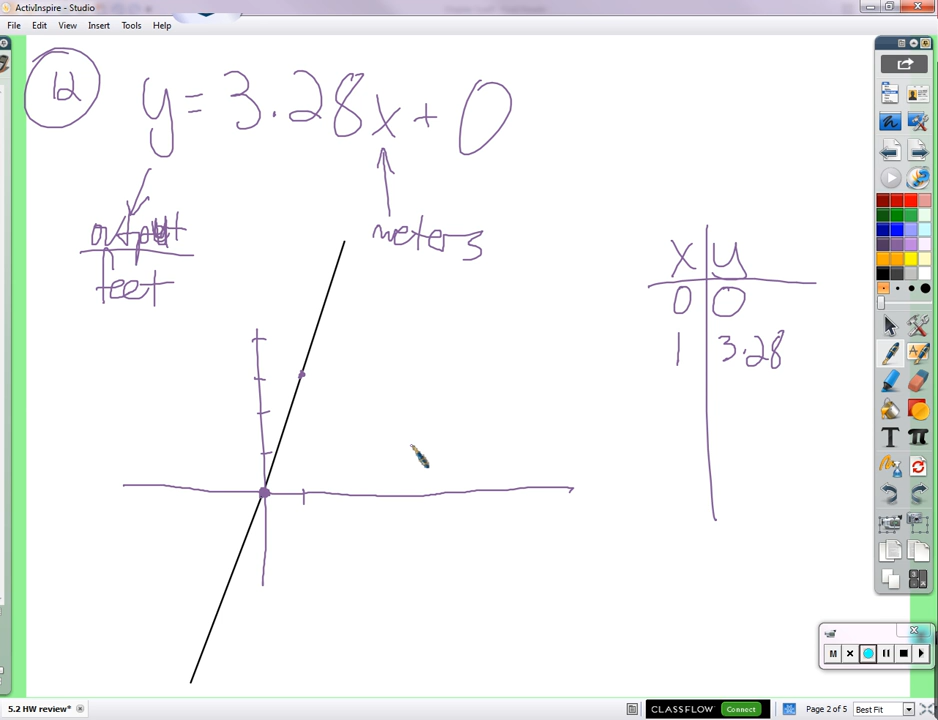 ActivInspire - Studio
File Edit View Insert Tools Help
12
y = 3.28x + 0
output
feet
meters
x y
0 0
1 3.28
T π
M
5.2 HW review*
CLASSFLOW Connect
Page 2 of 5
Best Fit